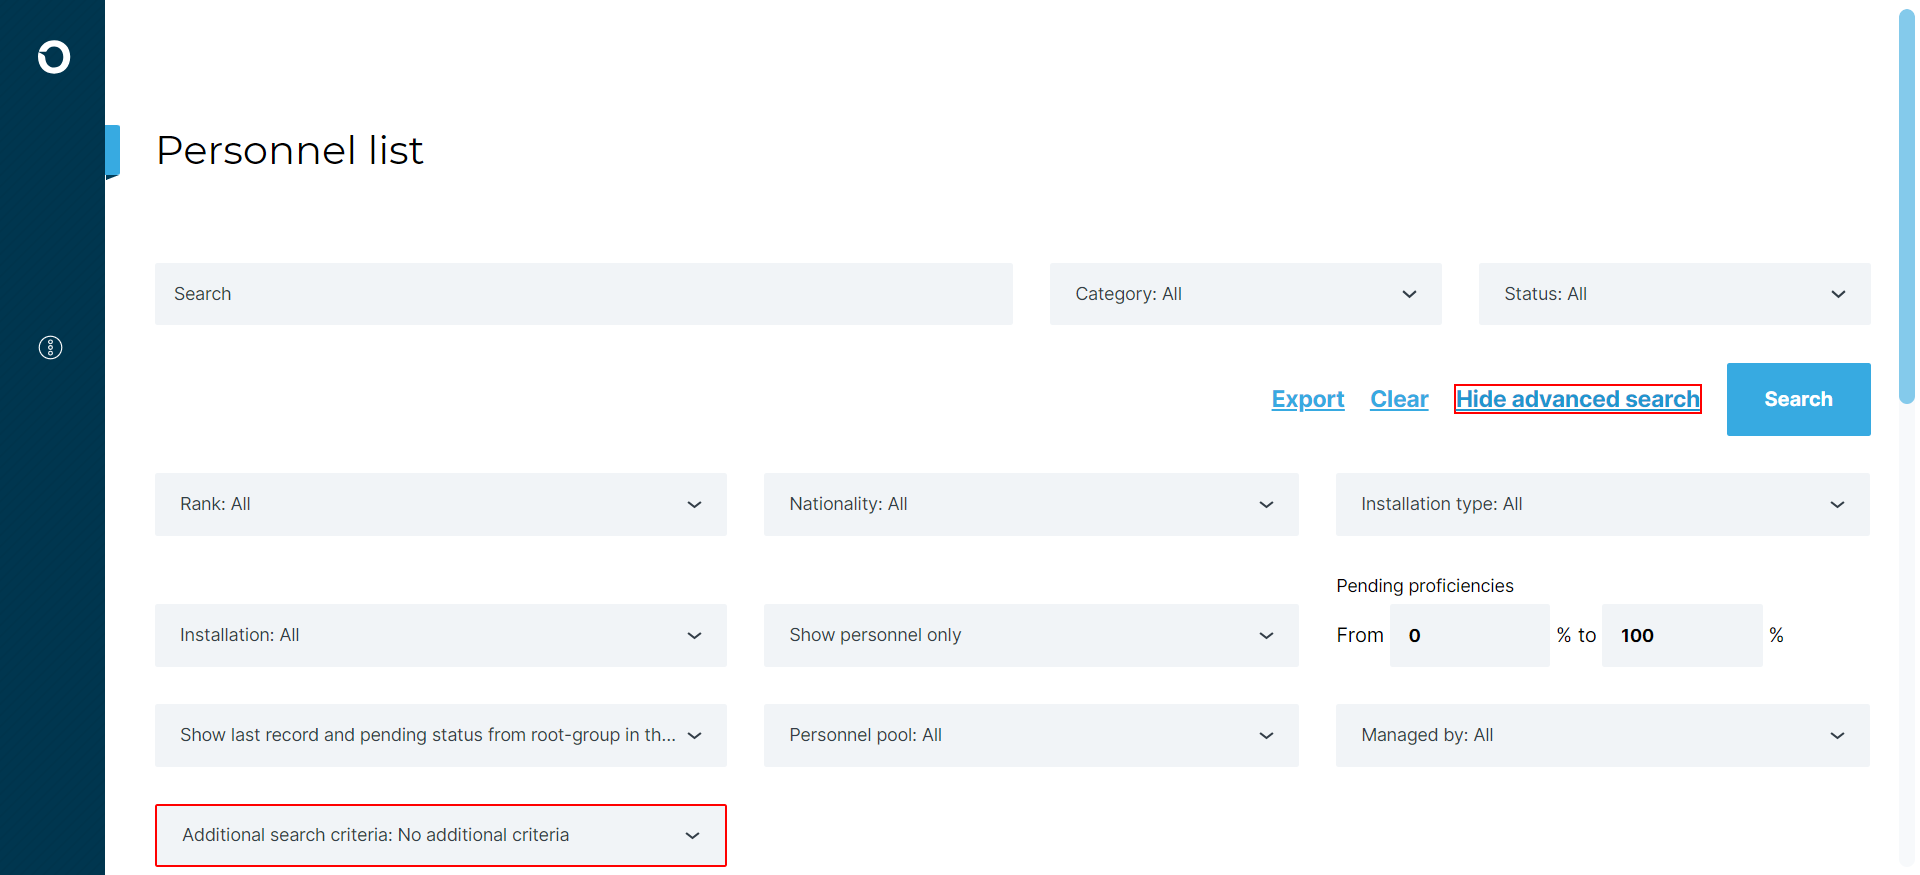 Personnel list
Search
Category: All
Status: All
Export
Clear
Hide advanced search
Search
Rank: All
Nationality: All
Installation type: All
Pending proficiencies
Installation: All
Show personnel only
From 0 % to 100 %
Show last record and pending status from root-group in th...
Personnel pool: All
Managed by: All
Additional search criteria: No additional criteria